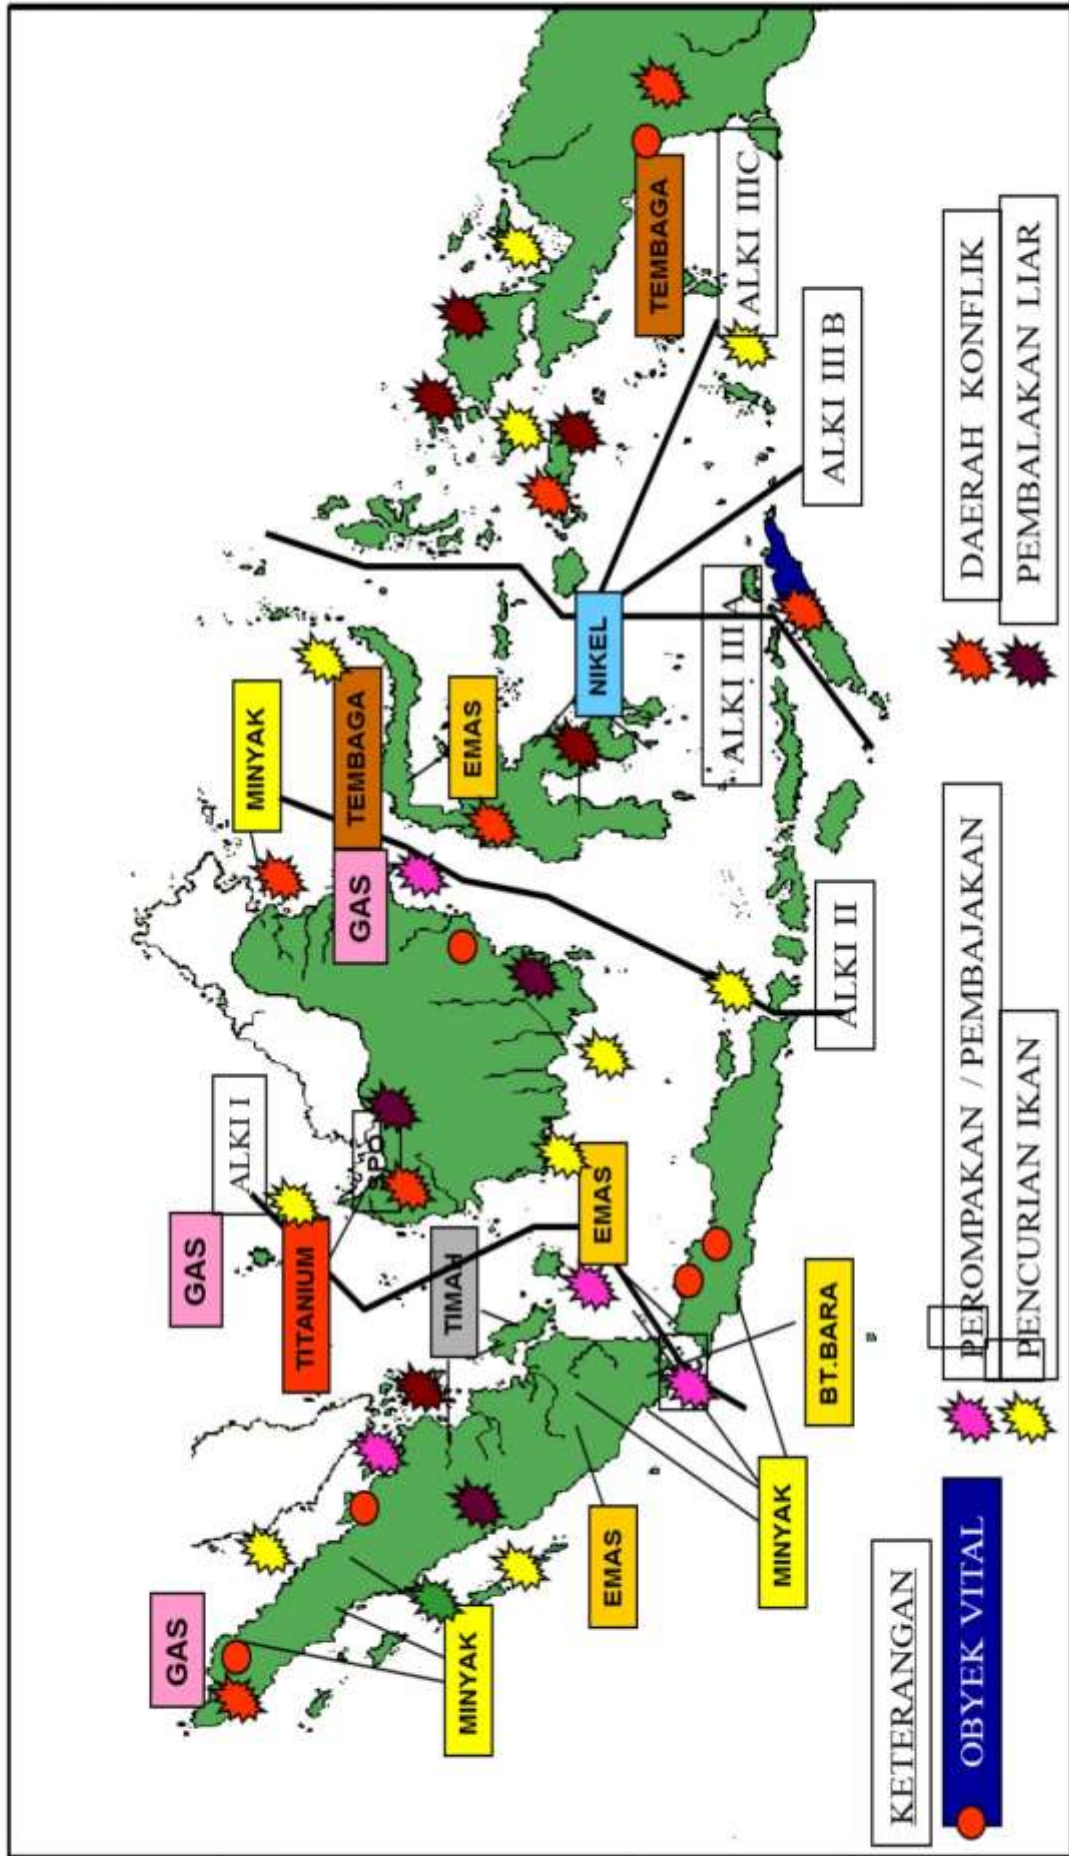 GAS
GAS
ALKI I
MINYAK
TITANIUM
SPO
GAS
TEMBAGA
MINYAK
TIMAH
EMAS
EMAS
EMAS
NIKEL
TEMBAGA
MINYAK
BT.BARA
ALKI II
ALKI III A
ALKI III B
ALKI IIIC
KETERANGAN
OBYEK VITAL
PEROMPAKAN / PEMBAJAKAN
PENCURIAN IKAN
DAERAH KONFLIK
PEMBALAKAN LIAR